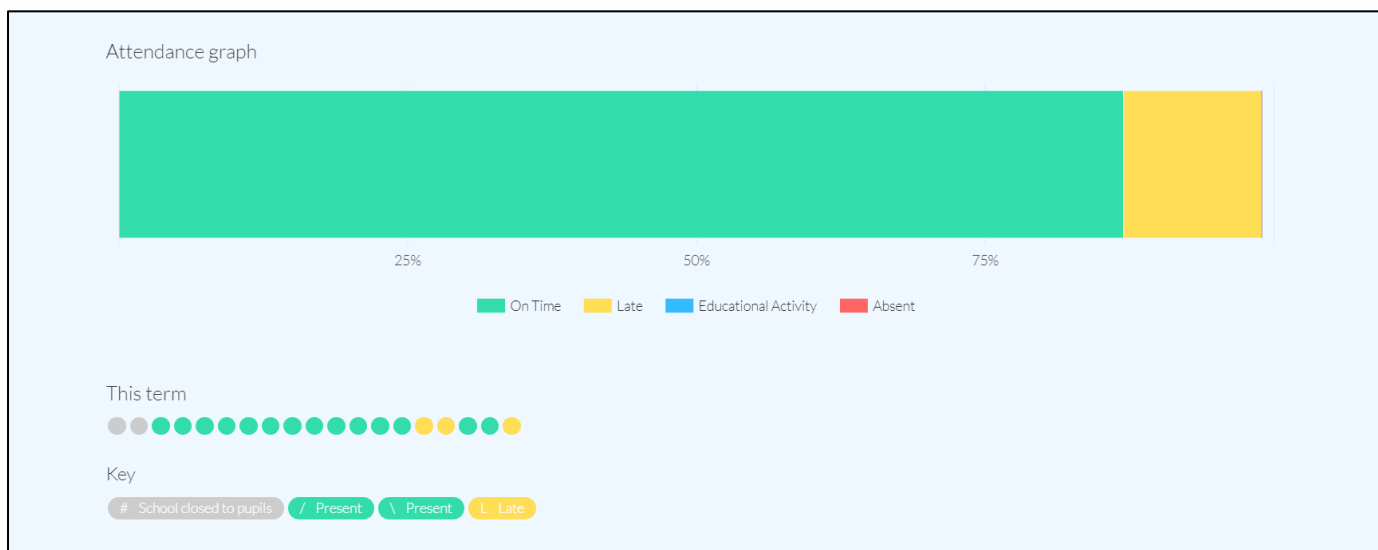 Attendance graph
25% 50% 75%
On Time Late Educational Activity Absent
This term
Key
# School closed to pupils / Present \ Present L Late